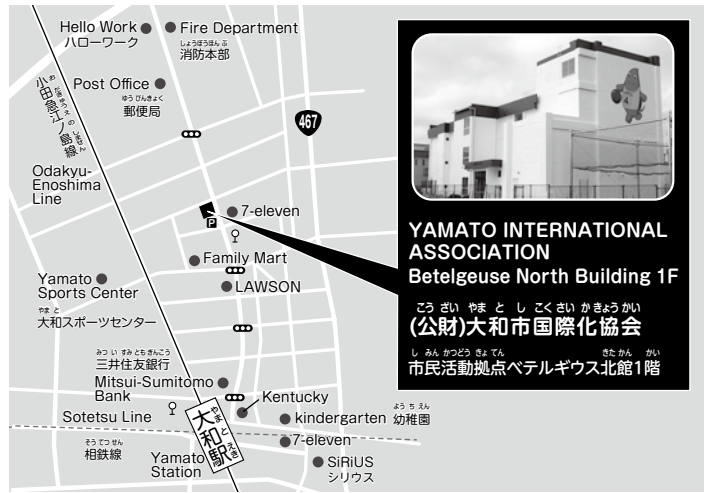 Hello Work
ハローワーク
Fire Department
しょうぼうほんぶ
消防本部
Post Office
ゆうびんきょく
郵便局
おだきゅうえのしません
小田急江ノ島線
Odakyu-
Enoshima
Line
467
7-eleven
P
Family Mart
LAWSON
Yamato
Sports Center
やまと
大和スポーツセンター
みついすみともぎんこう
三井住友銀行
Mitsui-Sumitomo
Bank
Kentucky
Sotetsu Line
そうてつせん
相鉄線
kindergarten
ようちえん
幼稚園
7-eleven
やまとえき
大和駅
Yamato
Station
SiRiUS
シリウス
YAMATO INTERNATIONAL
ASSOCIATION
Betelgeuse North Building 1F
こうざい やまとしこくさいかきょうかい
(公財)大和市国際化協会
しみんかつどうきょてん きたかん かい
市民活動拠点ベテルギウス北館1階